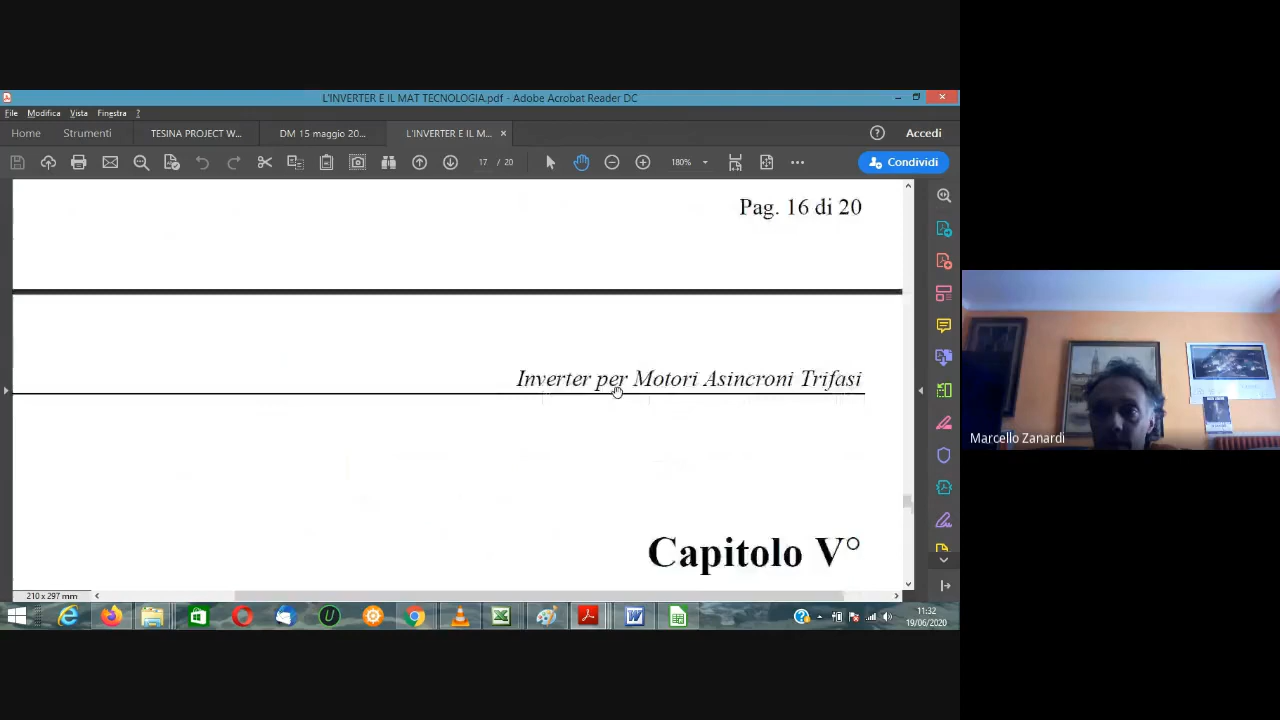 L'INVERTER E IL MAT TECNOLOGIA.pdf - Adobe Acrobat Reader DC
File Modifica Vista Finestra ?
Home Strumenti TESINA PROJECT W... DM 15 maggio 20... L'INVERTER E IL M... × Accedi
17 / 20 180% Condividi
Pag. 16 di 20
Inverter per Motori Asincroni Trifasi
Capitolo V°
210 x 297 mm
11:32
19/06/2020
Marcello Zanardi